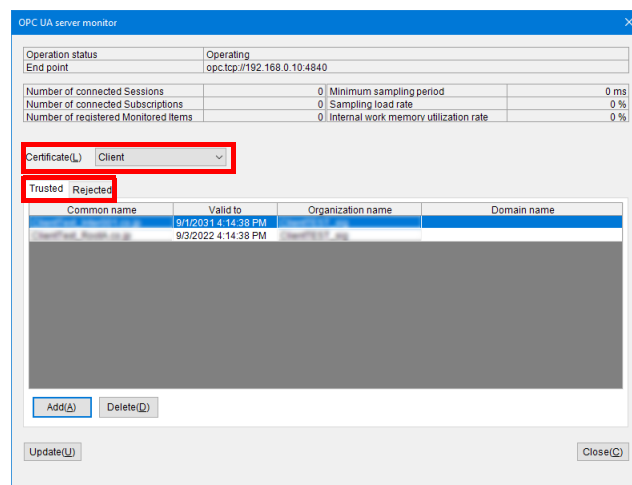 OPC UA server monitor
Operation status Operating
End point opc.tcp://192.168.0.10:4840
Number of connected Sessions 0 Minimum sampling period 0 ms
Number of connected Subscriptions 0 Sampling load rate 0 %
Number of registered Monitored Items 0 Internal work memory utilization rate 0 %
Certificate(L) Client
Trusted Rejected
Common name Valid to Organization name Domain name
9/1/2031 4:14:38 PM
9/3/2022 4:14:38 PM
Add(A) Delete(D)
Update(U) Close(C)